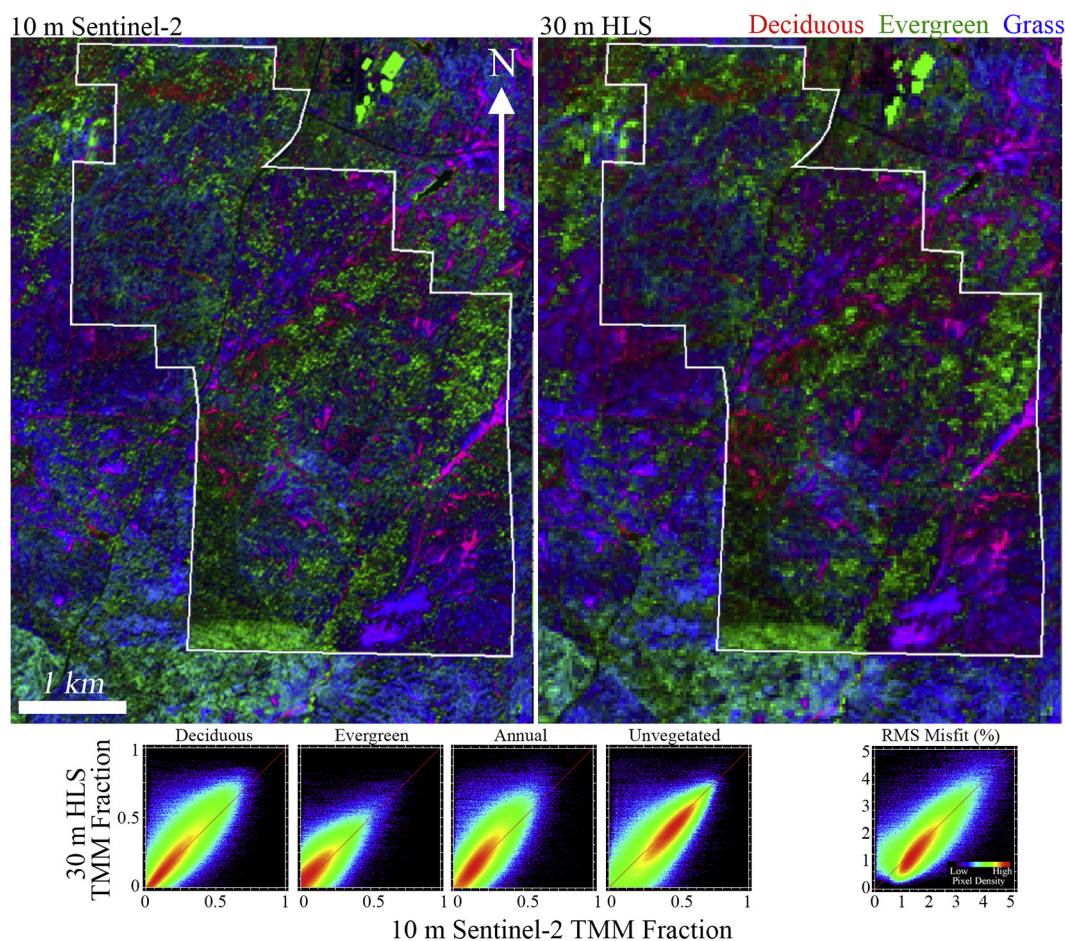 10 m Sentinel-2
30 m HLS
Deciduous Evergreen Grass
N
1 km
Deciduous
Evergreen
Annual
Unvegetated
RMS Misfit (%)
30 m HLS
TMM Fraction
1
0.5
0
0 0.5 1
0 0.5 1
0 0.5 1
0 0.5 1
5
4
3
2
1
0
0 1 2 3 4 5
Low High
Pixel Density
10 m Sentinel-2 TMM Fraction